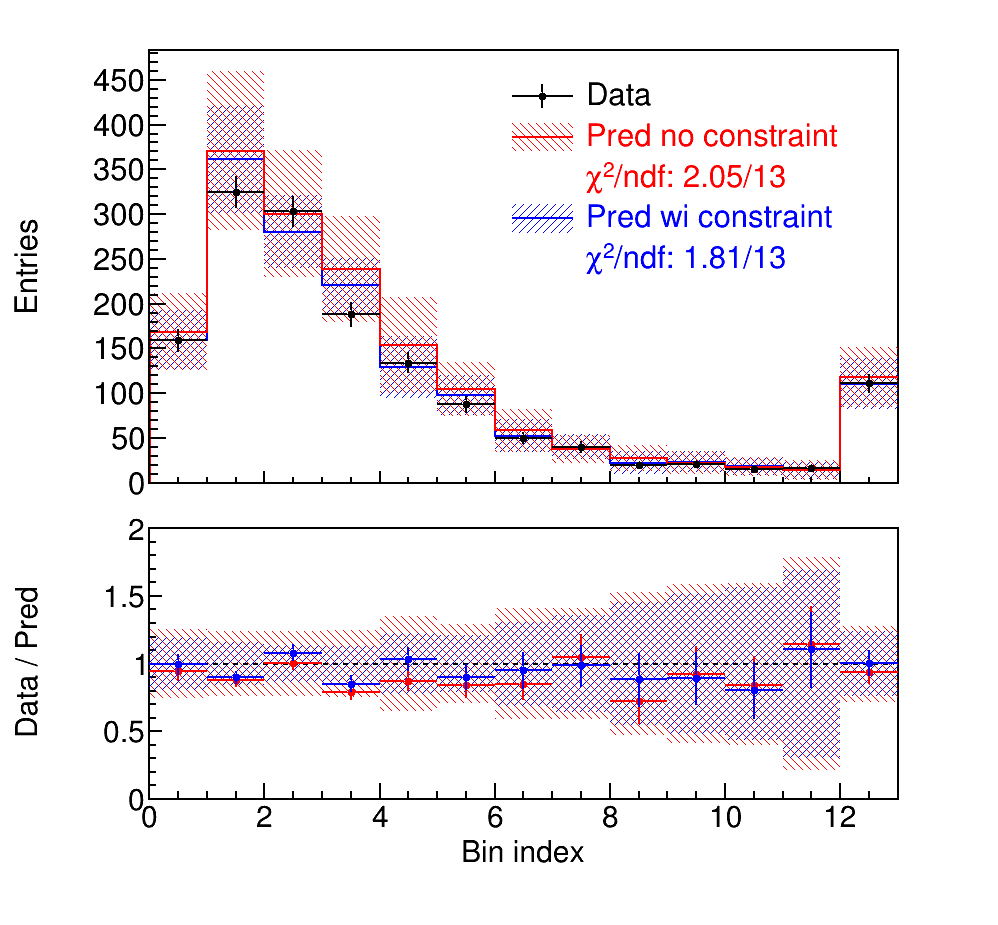 450
400
350
300
250
200
150
100
50
0
Entries
Data
Pred no constraint
χ²/ndf: 2.05/13
Pred wi constraint
χ²/ndf: 1.81/13
2
1.5
1
0.5
0
Data / Pred
0 2 4 6 8 10 12
Bin index